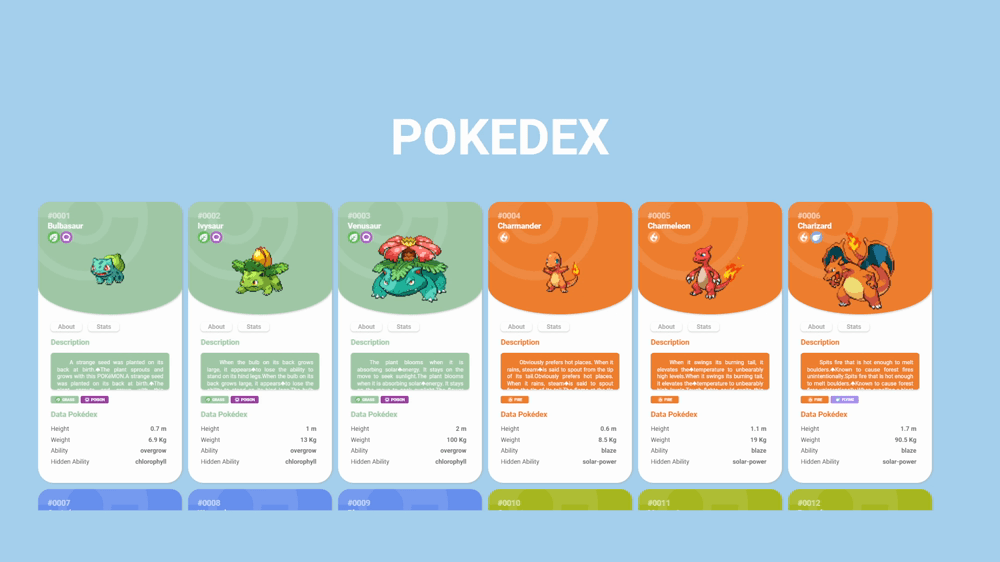 POKEDEX
#0001
Bulbasaur
About Stats
Description
A strange seed was planted on its
back at birth.�The plant sprouts and
grows with this POKéMON.A strange seed
was planted on its back at birth.�The
GRASS POISON
Data Pokédex
Height 0.7 m
Weight 6.9 Kg
Ability overgrow
Hidden Ability chlorophyll
#0002
Ivysaur
About Stats
Description
When the bulb on its back grows
large, it appears�to lose the ability to
stand on its hind legs.When the bulb on its
back grows large, it appears�to lose the
GRASS POISON
Data Pokédex
Height 1 m
Weight 13 Kg
Ability overgrow
Hidden Ability chlorophyll
#0003
Venusaur
About Stats
Description
The plant blooms when it is
absorbing solar�energy. It stays on the
move to seek sunlight.The plant blooms
when it is absorbing solar�energy. It stays
GRASS POISON
Data Pokédex
Height 2 m
Weight 100 Kg
Ability overgrow
Hidden Ability chlorophyll
#0004
Charmander
About Stats
Description
Obviously prefers hot places. When it
rains, steam�is said to spout from the tip
of its tail.Obviously prefers hot places.
When it rains, steam�is said to spout
FIRE
Data Pokédex
Height 0.6 m
Weight 8.5 Kg
Ability blaze
Hidden Ability solar-power
#0005
Charmeleon
About Stats
Description
When it swings its burning tail, it
elevates the�temperature to unbearably
high levels.When it swings its burning tail,
it elevates the�temperature to unbearably
FIRE
Data Pokédex
Height 1.1 m
Weight 19 Kg
Ability blaze
Hidden Ability solar-power
#0006
Charizard
About Stats
Description
Spits fire that is hot enough to melt
boulders.�Known to cause forest fires
unintentionally.Spits fire that is hot enough
to melt boulders.�Known to cause forest
FIRE FLYING
Data Pokédex
Height 1.7 m
Weight 90.5 Kg
Ability blaze
Hidden Ability solar-power
#0007
#0008
#0009
#0010
#0011
#0012